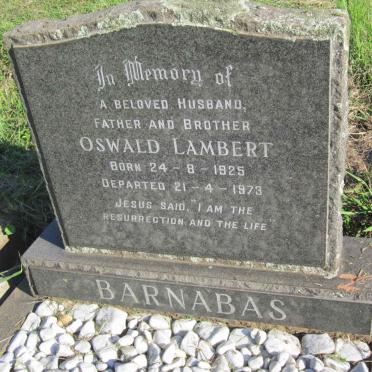 In Memory of
A BELOVED HUSBAND,
FATHER AND BROTHER
OSWALD LAMBERT
BORN 24-8-1925
DEPARTED 21-4-1973
JESUS SAID, "I AM THE
RESURRECTION AND THE LIFE"
BARNABAS